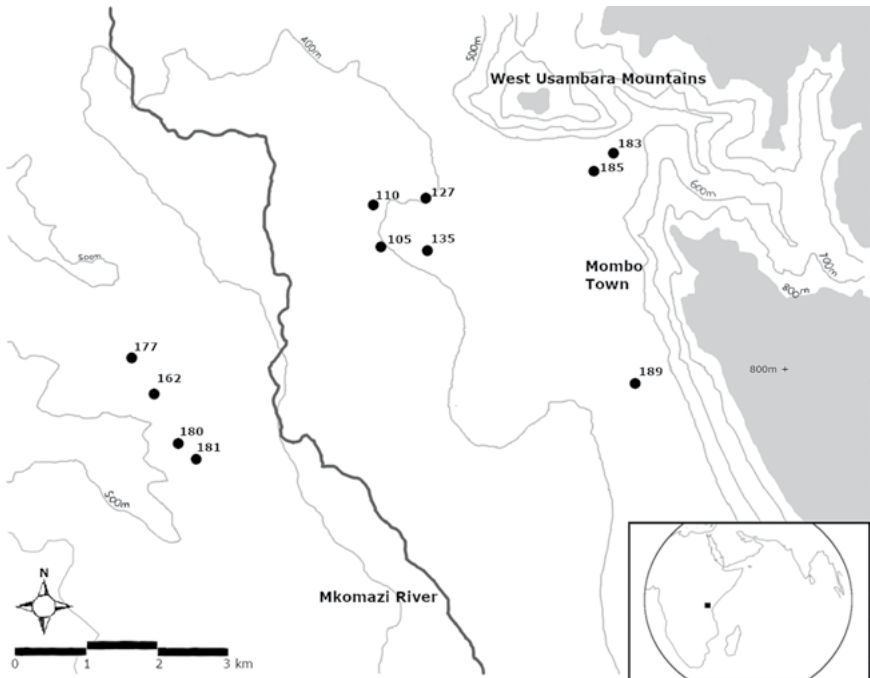 400m
500m
West Usambara Mountains
183
185
600m
127
110
105
135
700m
Mombo
Town
800m
500m
177
162
189
800m +
180
181
500m
N
Mkomazi River
0 1 2 3 km